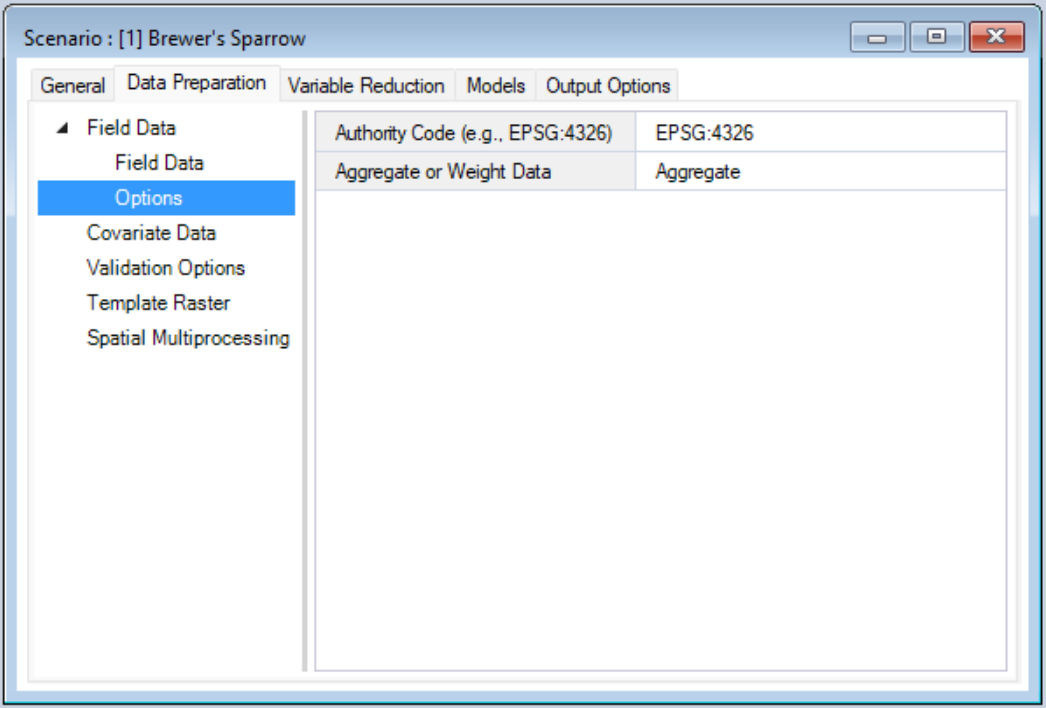 Scenario : [1] Brewer's Sparrow
General Data Preparation Variable Reduction Models Output Options
Field Data
Field Data
Options
Covariate Data
Validation Options
Template Raster
Spatial Multiprocessing
Authority Code (e.g., EPSG:4326) EPSG:4326
Aggregate or Weight Data Aggregate